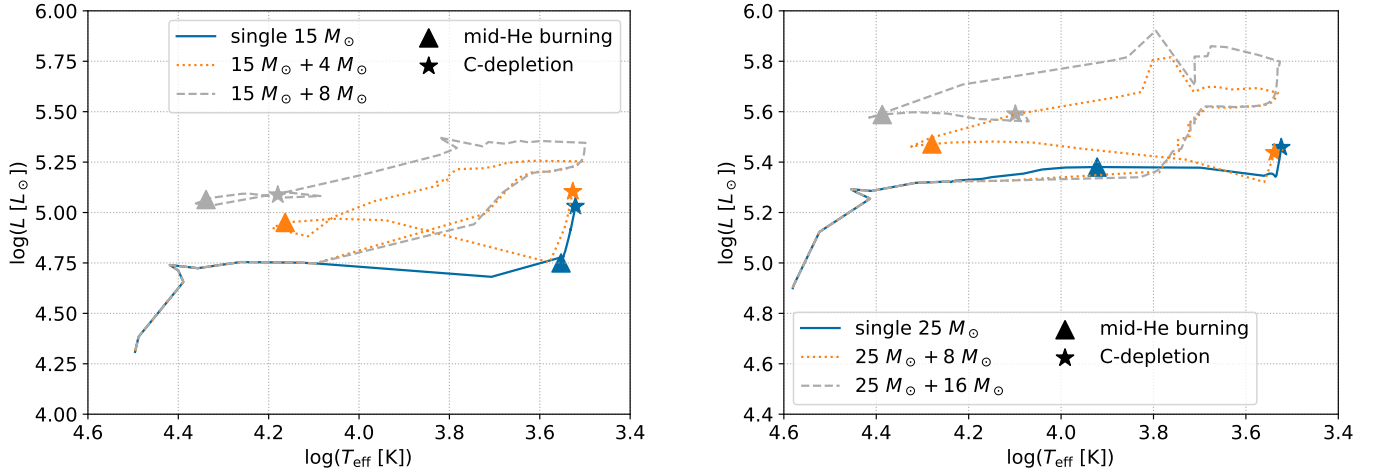 6.00
5.75
5.50
5.25
5.00
4.75
4.50
4.25
4.00
log(L [L⊙])
single 15 M⊙
15 M⊙ + 4 M⊙
15 M⊙ + 8 M⊙
mid-He burning
C-depletion
4.6 4.4 4.2 4.0 3.8 3.6 3.4
log(Teff [K])
6.0
5.8
5.6
5.4
5.2
5.0
4.8
4.6
4.4
log(L [L⊙])
single 25 M⊙
25 M⊙ + 8 M⊙
25 M⊙ + 16 M⊙
mid-He burning
C-depletion
4.6 4.4 4.2 4.0 3.8 3.6 3.4
log(Teff [K])